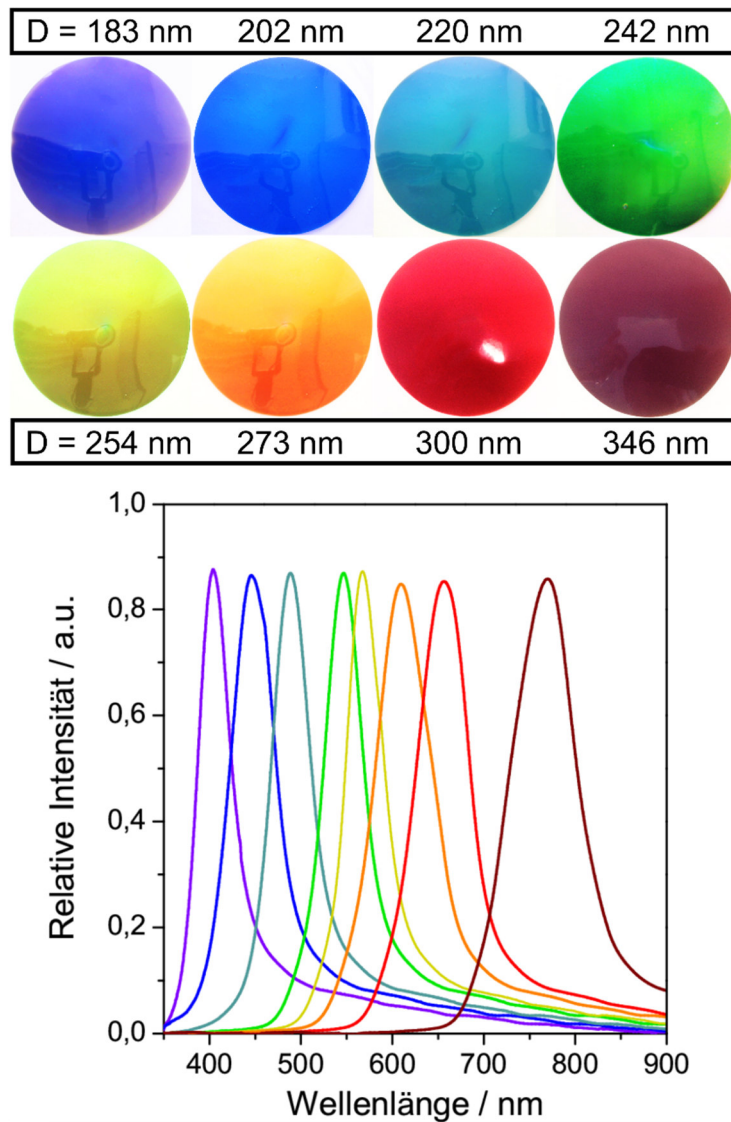 D = 183 nm 202 nm 220 nm 242 nm
D = 254 nm 273 nm 300 nm 346 nm
1,0
0,8
0,6
0,4
0,2
0,0
Relative Intensität / a.u.
400 500 600 700 800 900
Wellenlänge / nm